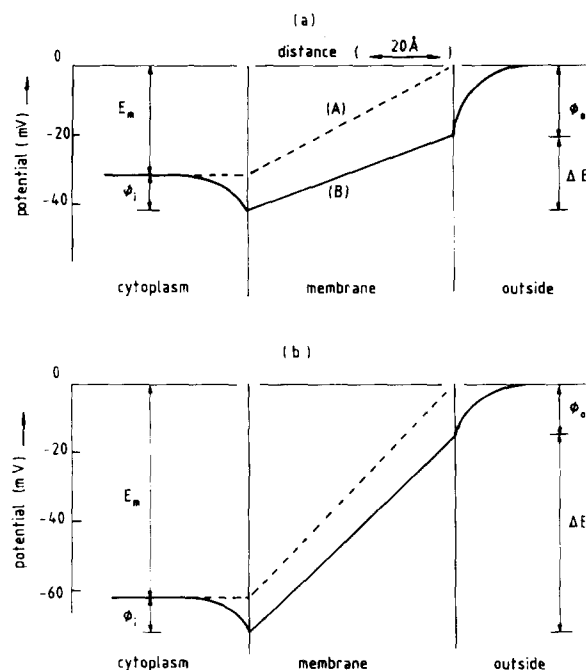 (a)
distance ( 20Å )
0
-20
-40
potential (mV)
E_m
ϕ_i
(A)
(B)
ϕ_o
ΔE
cytoplasm membrane outside
(b)
0
-20
-40
-60
potential (mV)
E_m
ϕ_i
ϕ_o
ΔE
cytoplasm membrane outside